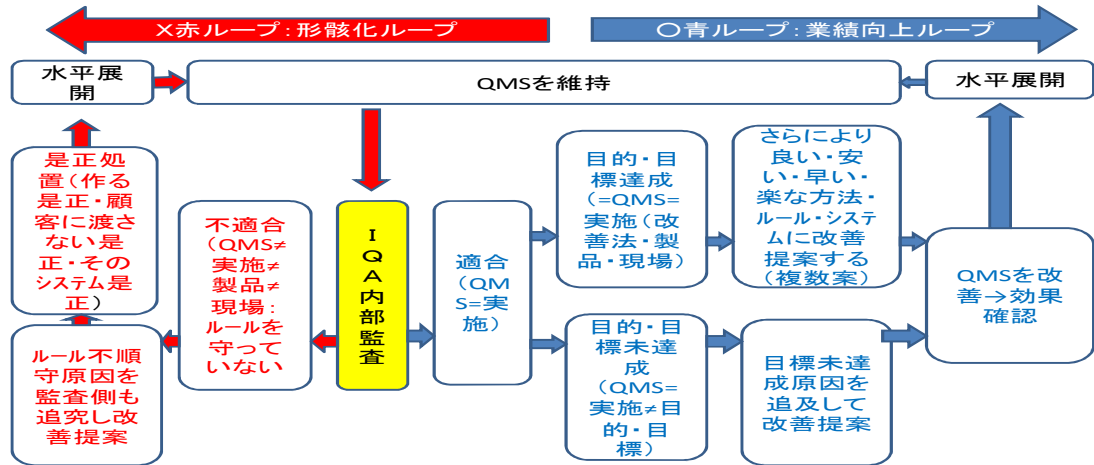 ×赤ループ:形骸化ループ
○青ループ:業績向上ループ
水平展
開
QMSを維持
水平展開
是正処
置(作る
是正・顧
客に渡さ
ない是
正・その
システム是
正)
不適合
(QMS≠
実施≠
製品≠
現場:
ルールを
守ってい
ない
IQA内部監査
適合
(QM
S=実
施)
目的・目
標達成
(=QMS=
実施(改
善法・製
品・現場)
さらにより
良い・安
い・早い・
楽な方法・
ルール・システ
ムに改善
提案する
(複数案)
QMSを改
善→効果
確認
ルール不順
守原因を
監査側も
追究し改
善提案
目的・目
標未達
成
(QMS=
実施≠目
的・目標)
目標未達
成原因を
追及して
改善提案